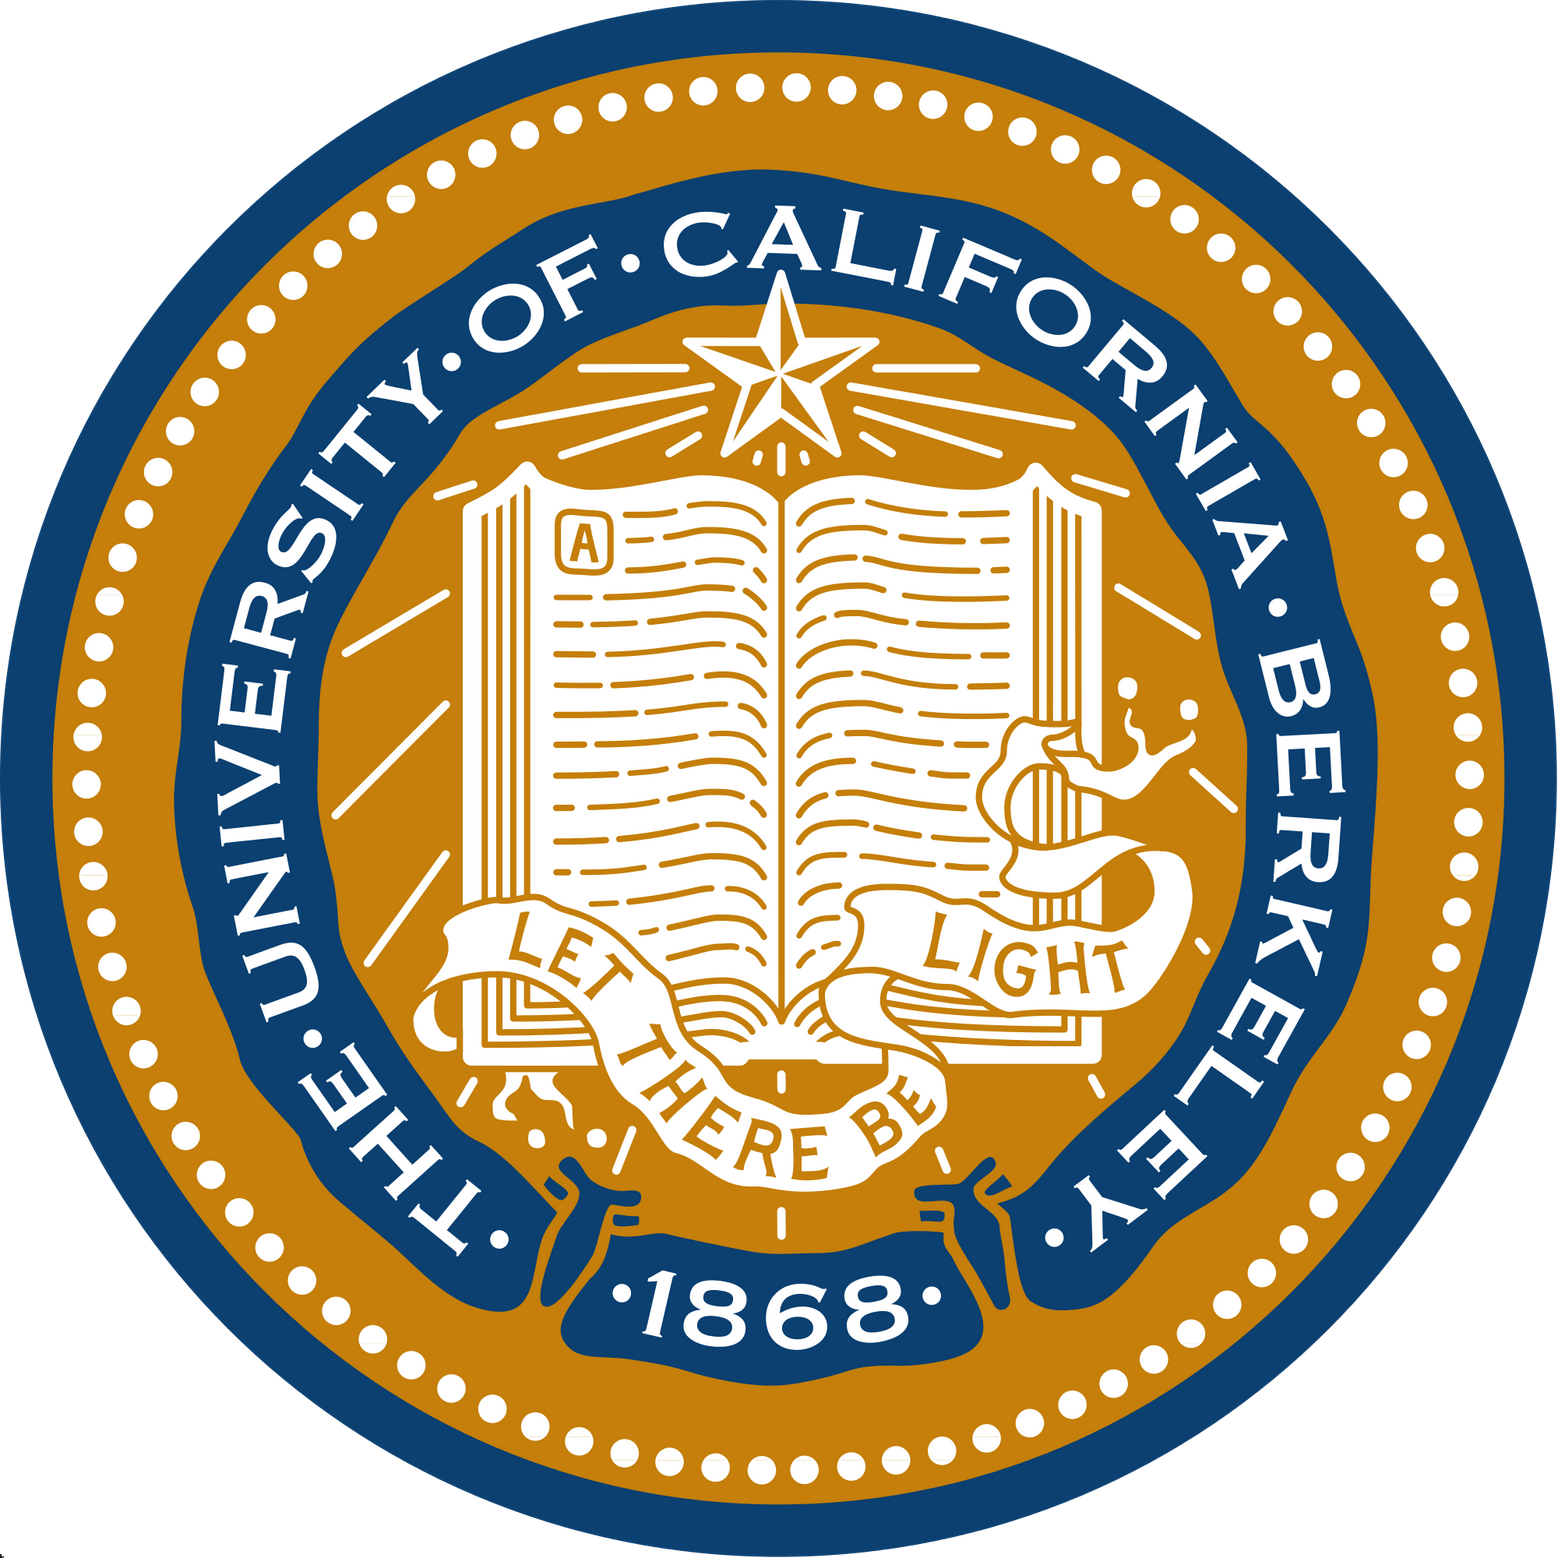 THE · UNIVERSITY · OF · CALIFORNIA · BERKELEY
A
LET THERE BE LIGHT
· 1868 ·